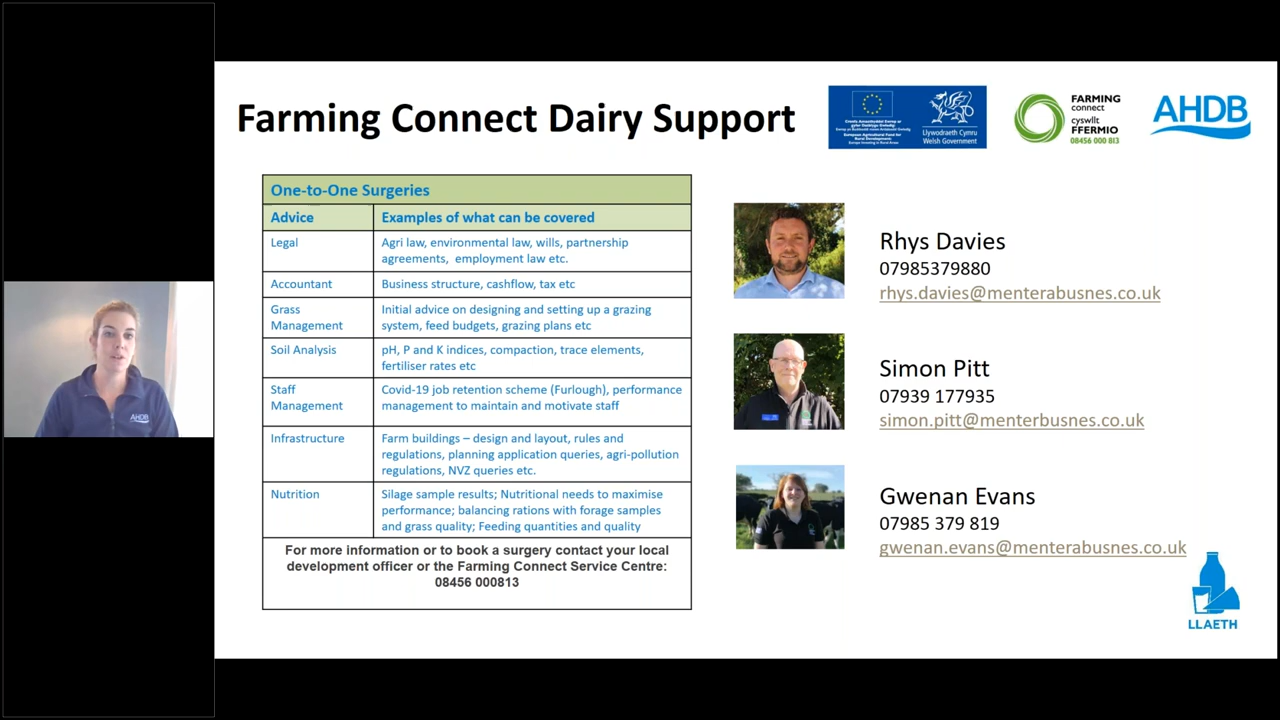 Farming Connect Dairy Support
Llywodraeth Cymru
Welsh Government
FARMING
connect
cyswllt
FFERMIO
08456 000 813
AHDB
One-to-One Surgeries
Advice Examples of what can be covered
Legal Agri law, environmental law, wills, partnership
agreements, employment law etc.
Accountant Business structure, cashflow, tax etc
Grass Initial advice on designing and setting up a grazing
Management system, feed budgets, grazing plans etc
Soil Analysis pH, P and K indices, compaction, trace elements,
fertiliser rates etc
Staff Covid-19 job retention scheme (Furlough), performance
Management management to maintain and motivate staff
Infrastructure Farm buildings – design and layout, rules and
regulations, planning application queries, agri-pollution
regulations, NVZ queries etc.
Nutrition Silage sample results; Nutritional needs to maximise
performance; balancing rations with forage samples
and grass quality; Feeding quantities and quality
For more information or to book a surgery contact your local
development officer or the Farming Connect Service Centre:
08456 000813
Rhys Davies
07985379880
rhys.davies@menterabusnes.co.uk
Simon Pitt
07939 177935
simon.pitt@menterbusnes.co.uk
Gwenan Evans
07985 379 819
gwenan.evans@menterabusnes.co.uk
LLAETH
AHDB